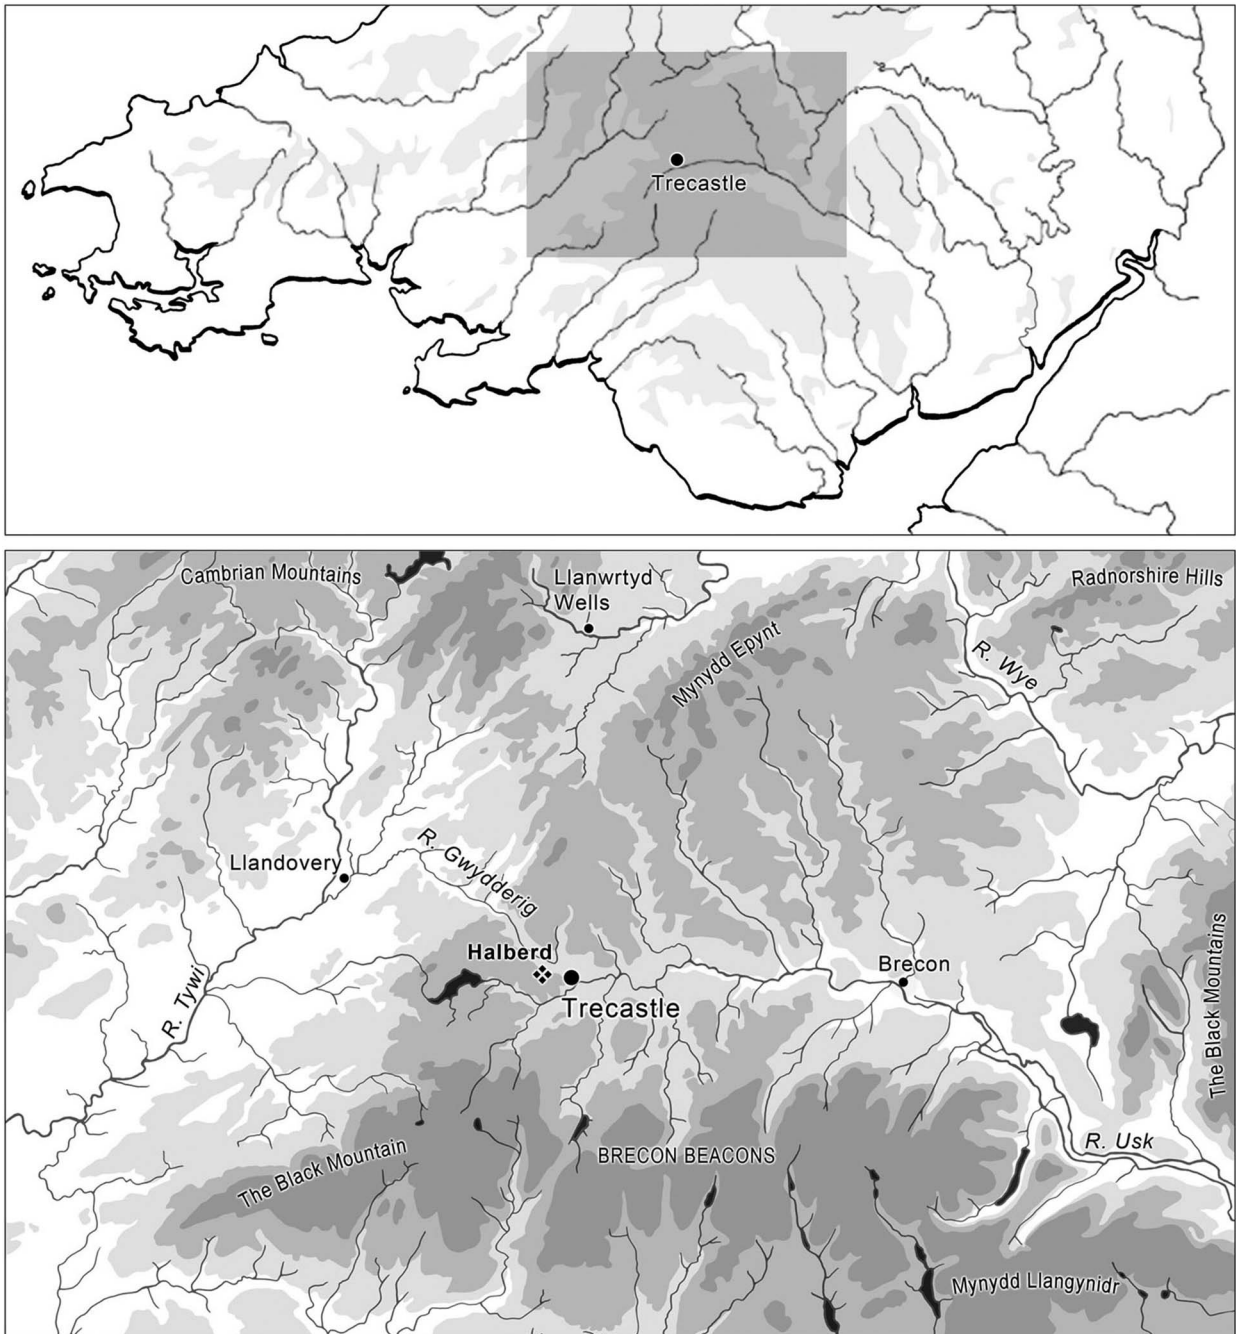 Trecastle
Cambrian Mountains
Llanwrtyd
Wells
Radnorshire Hills
Mynydd Epynt
R. Wye
Llandovery
R. Gwydderig
Halberd
Trecastle
Brecon
R. Tywi
The Black Mountains
The Black Mountain
BRECON BEACONS
R. Usk
Mynydd Llangynidr